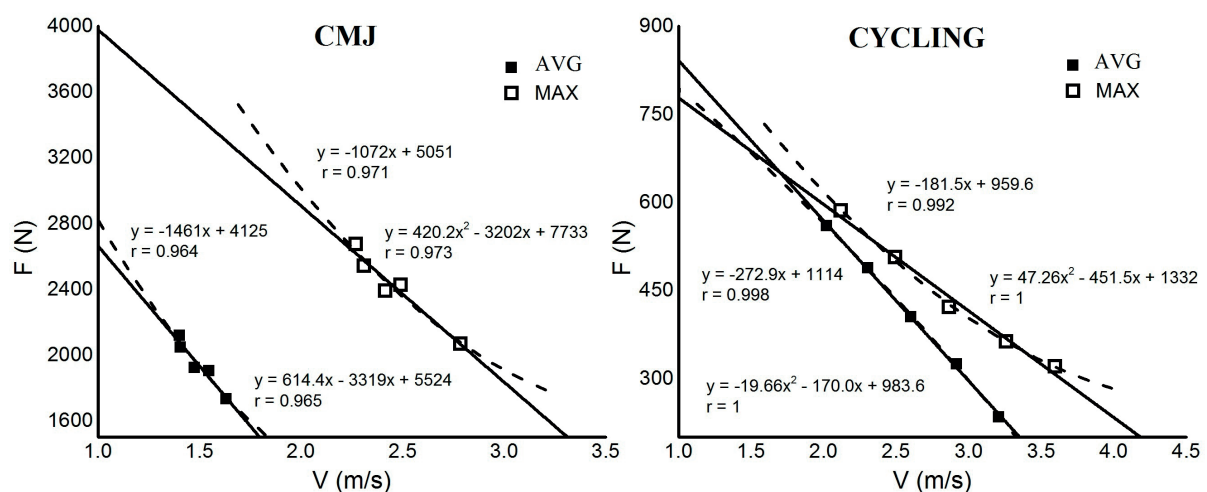 CMJ
AVG
MAX
4000
3600
3200
2800
2400
2000
1600
F (N)
y = -1072x + 5051
r = 0.971
y = -1461x + 4125
r = 0.964
y = 420.2x² - 3202x + 7733
r = 0.973
y = 614.4x - 3319x + 5524
r = 0.965
1.0 1.5 2.0 2.5 3.0 3.5
V (m/s)
CYCLING
AVG
MAX
900
750
600
450
300
F (N)
y = -181.5x + 959.6
r = 0.992
y = -272.9x + 1114
r = 0.998
y = 47.26x² - 451.5x + 1332
r = 1
y = -19.66x² - 170.0x + 983.6
r = 1
1.0 2.0 2.5 3.0 3.5 4.0 4.5
V (m/s)